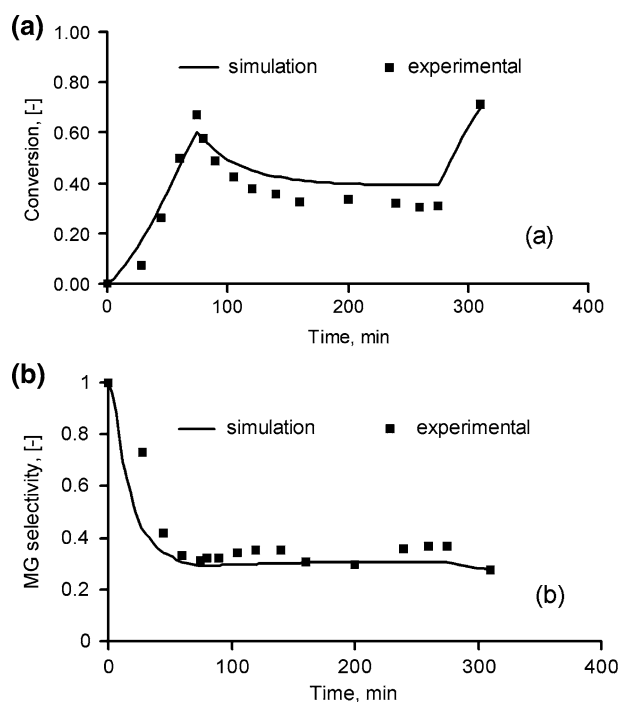 (a)
1.00
simulation
experimental
0.80
0.60
0.40
0.20
0.00
Conversion, [-]
(a)
0
100
200
300
400
Time, min
(b)
1
simulation
experimental
0.8
0.6
0.4
0.2
0
MG selectivity, [-]
(b)
0
100
200
300
400
Time, min